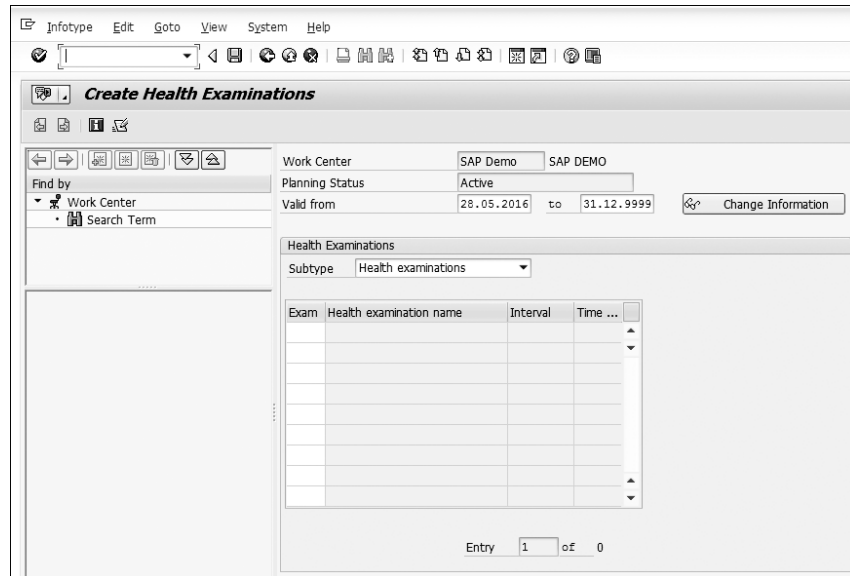 Infotype Edit Goto View System Help
Create Health Examinations
Find by
Work Center
Search Term
Work Center SAP Demo SAP DEMO
Planning Status Active
Valid from 28.05.2016 to 31.12.9999 Change Information
Health Examinations
Subtype Health examinations
Exam Health examination name Interval Time ...
Entry 1 of 0